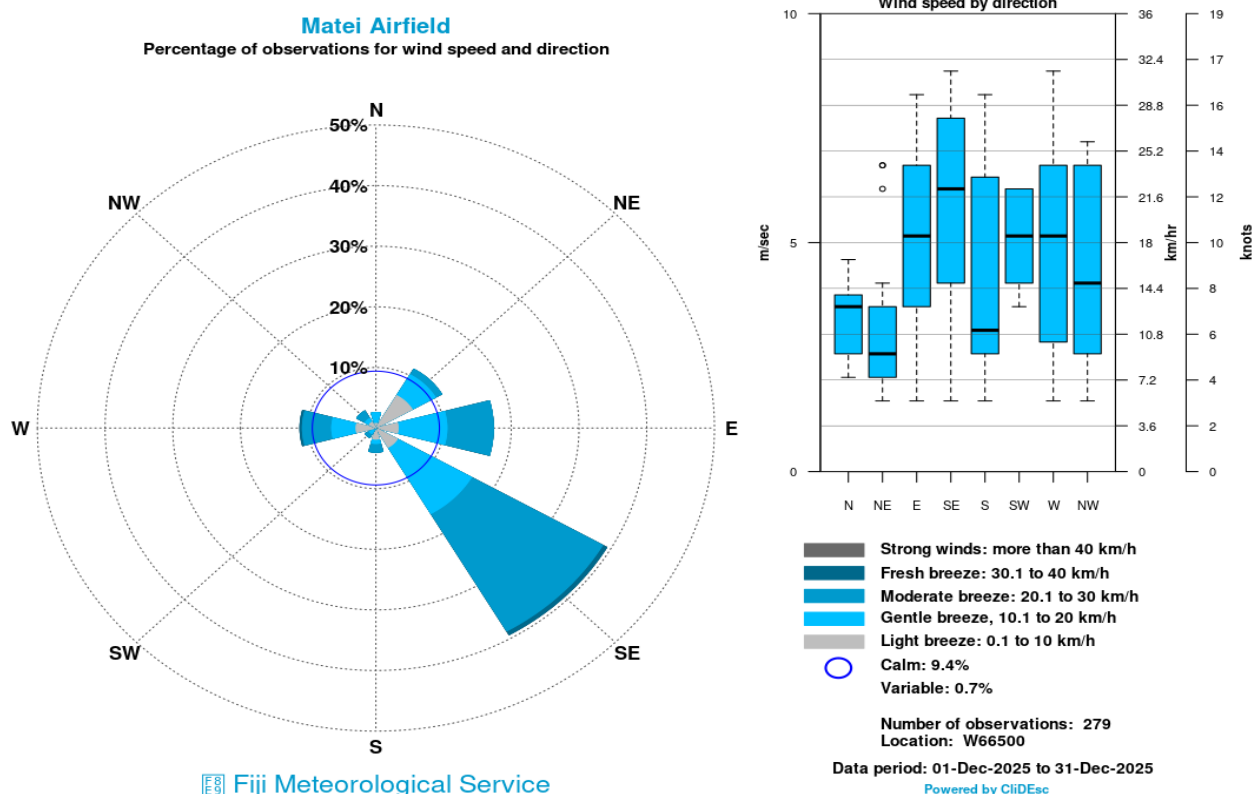 Matei Airfield
Percentage of observations for wind speed and direction
N
50%
NW
NE
40%
30%
20%
10%
W
E
SW
SE
S
Fiji Meteorological Service
Wind speed by direction
10
5
0
m/sec
36
32.4
28.8
25.2
21.6
18
14.4
10.8
7.2
3.6
0
km/hr
19
17
16
14
12
10
8
6
4
2
0
knots
N NE E SE S SW W NW
Strong winds: more than 40 km/h
Fresh breeze: 30.1 to 40 km/h
Moderate breeze: 20.1 to 30 km/h
Gentle breeze, 10.1 to 20 km/h
Light breeze: 0.1 to 10 km/h
Calm: 9.4%
Variable: 0.7%
Number of observations: 279
Location: W66500
Data period: 01-Dec-2025 to 31-Dec-2025
Powered by CliDEsc